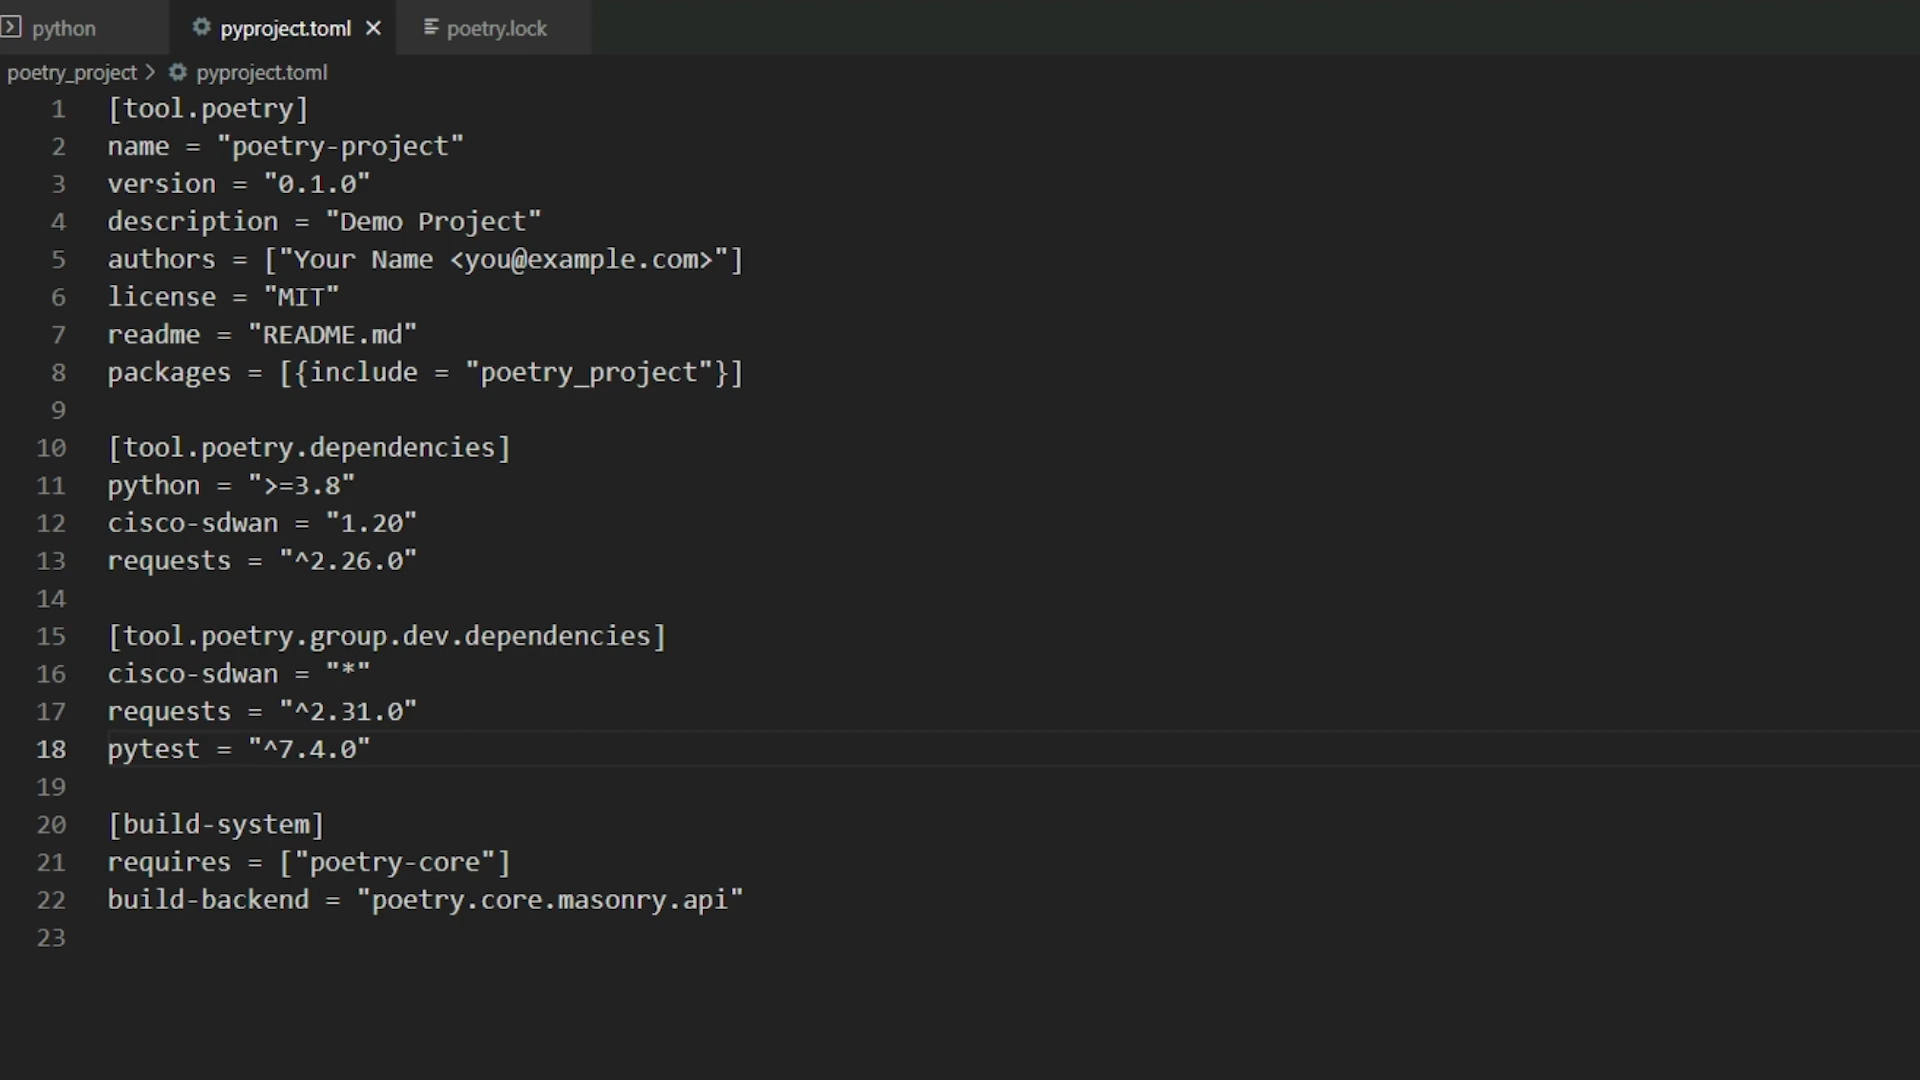 python
pyproject.toml
poetry.lock
poetry_project > pyproject.toml
1 [tool.poetry]
2 name = "poetry-project"
3 version = "0.1.0"
4 description = "Demo Project"
5 authors = ["Your Name <you@example.com>"]
6 license = "MIT"
7 readme = "README.md"
8 packages = [{include = "poetry_project"}]
9
10 [tool.poetry.dependencies]
11 python = ">=3.8"
12 cisco-sdwan = "1.20"
13 requests = "^2.26.0"
14
15 [tool.poetry.group.dev.dependencies]
16 cisco-sdwan = "*"
17 requests = "^2.31.0"
18 pytest = "^7.4.0"
19
20 [build-system]
21 requires = ["poetry-core"]
22 build-backend = "poetry.core.masonry.api"
23